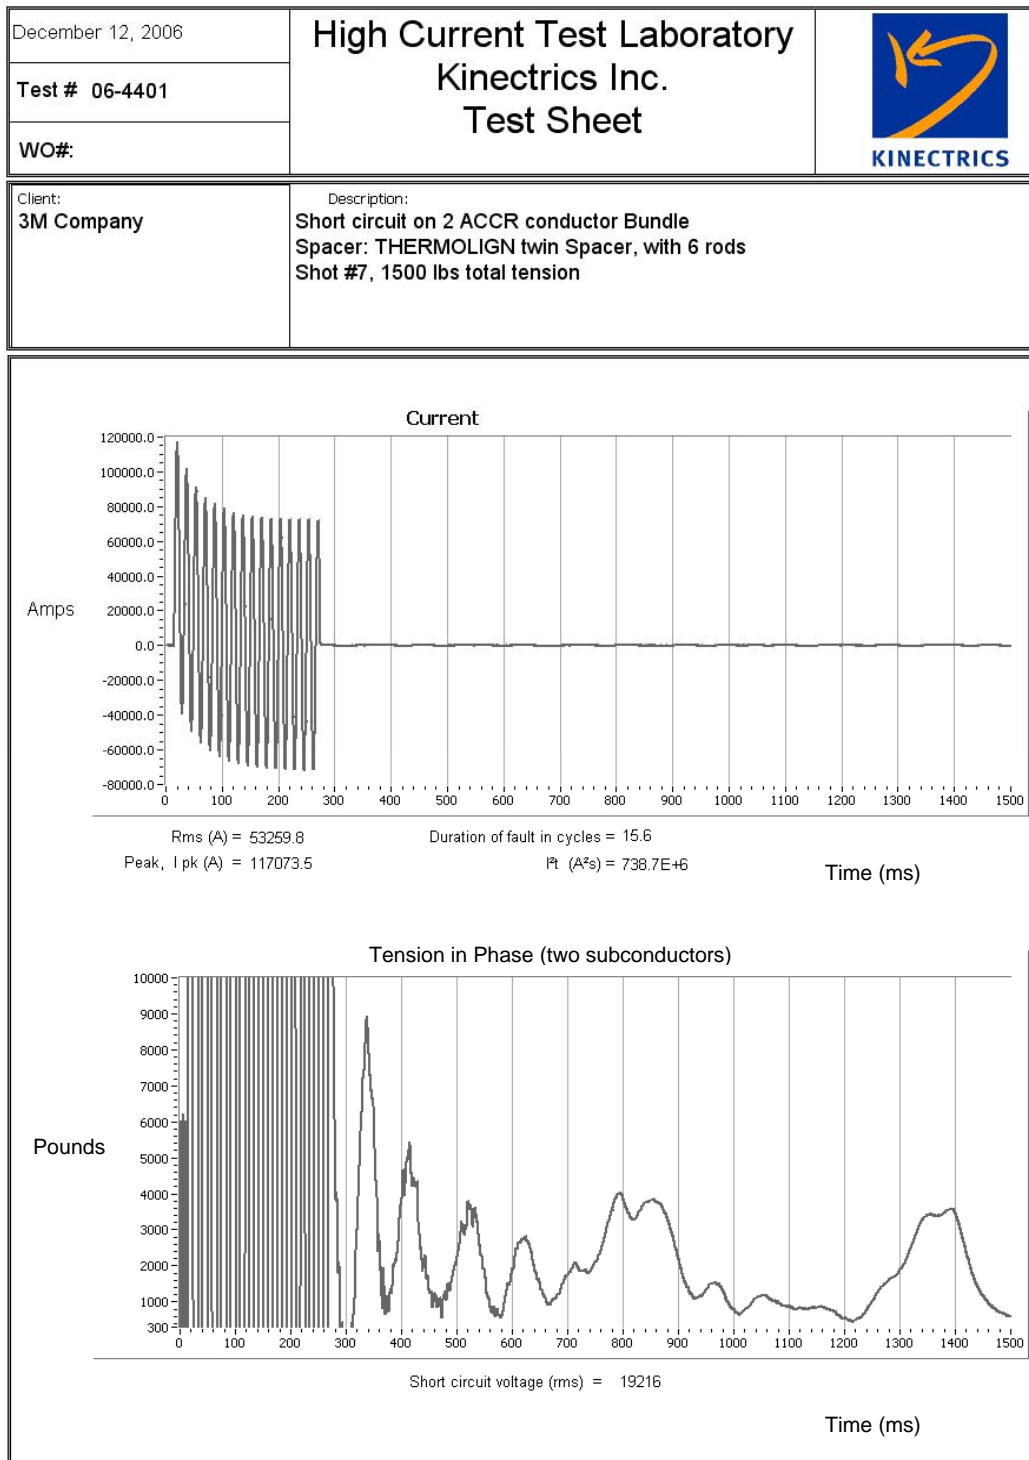 December 12, 2006
Test # 06-4401
WO#:
High Current Test Laboratory
Kinectrics Inc.
Test Sheet
KINECTRICS
Client:
3M Company
Description:
Short circuit on 2 ACCR conductor Bundle
Spacer: THERMOLIGN twin Spacer, with 6 rods
Shot #7, 1500 lbs total tension
Current
120000.0
100000.0
80000.0
60000.0
40000.0
20000.0
0.0
-20000.0
-40000.0
-60000.0
-80000.0
Amps
0 100 200 300 400 500 600 700 800 900 1000 1100 1200 1300 1400 1500
Rms (A) = 53259.8 Duration of fault in cycles = 15.6
Peak, I pk (A) = 117073.5 I²t (A²s) = 738.7E+6
Time (ms)
Tension in Phase (two subconductors)
10000
9000
8000
7000
6000
5000
4000
3000
2000
1000
300
Pounds
0 100 200 300 400 500 600 700 800 900 1000 1100 1200 1300 1400 1500
Short circuit voltage (rms) = 19216
Time (ms)